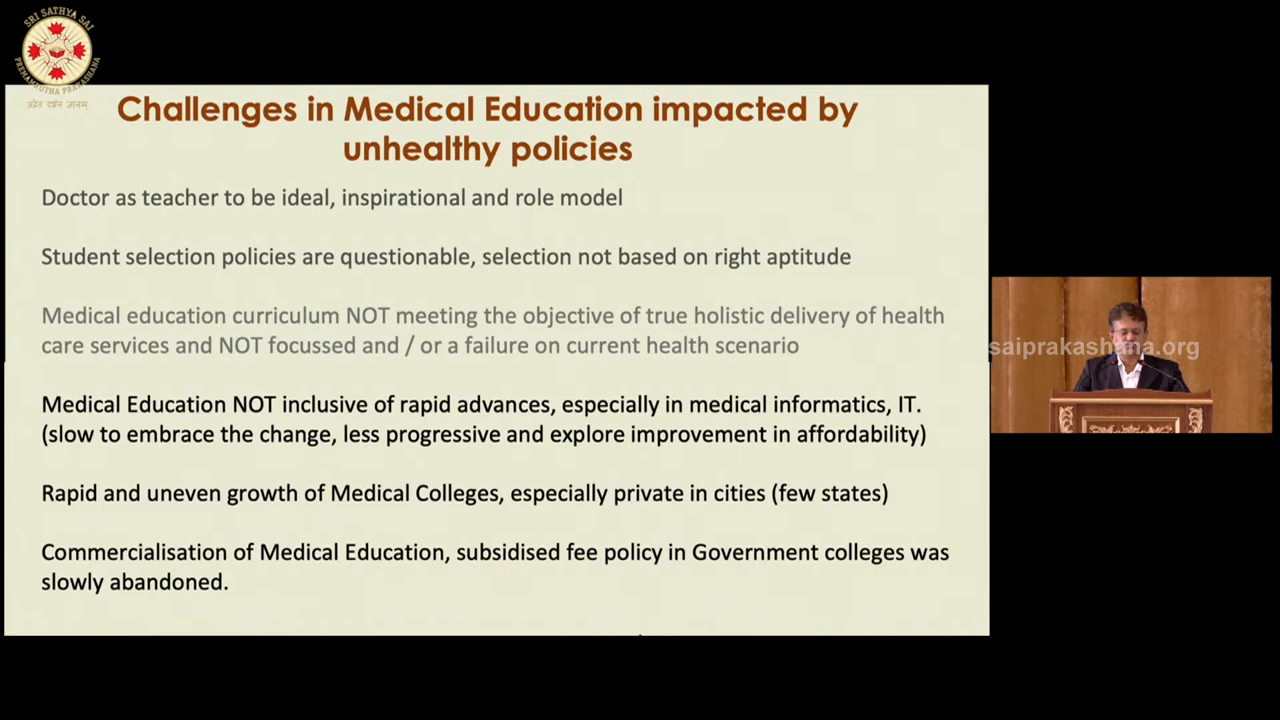 SRI SATHYA SAI
PREMAMRUTHA PRAKASHANA
अद्वैत दर्शन ज्ञानम्
Challenges in Medical Education impacted by
unhealthy policies
Doctor as teacher to be ideal, inspirational and role model
Student selection policies are questionable, selection not based on right aptitude
Medical education curriculum NOT meeting the objective of true holistic delivery of health
care services and NOT focussed and / or a failure on current health scenario
saiprakashana.org
Medical Education NOT inclusive of rapid advances, especially in medical informatics, IT.
(slow to embrace the change, less progressive and explore improvement in affordability)
Rapid and uneven growth of Medical Colleges, especially private in cities (few states)
Commercialisation of Medical Education, subsidised fee policy in Government colleges was
slowly abandoned.